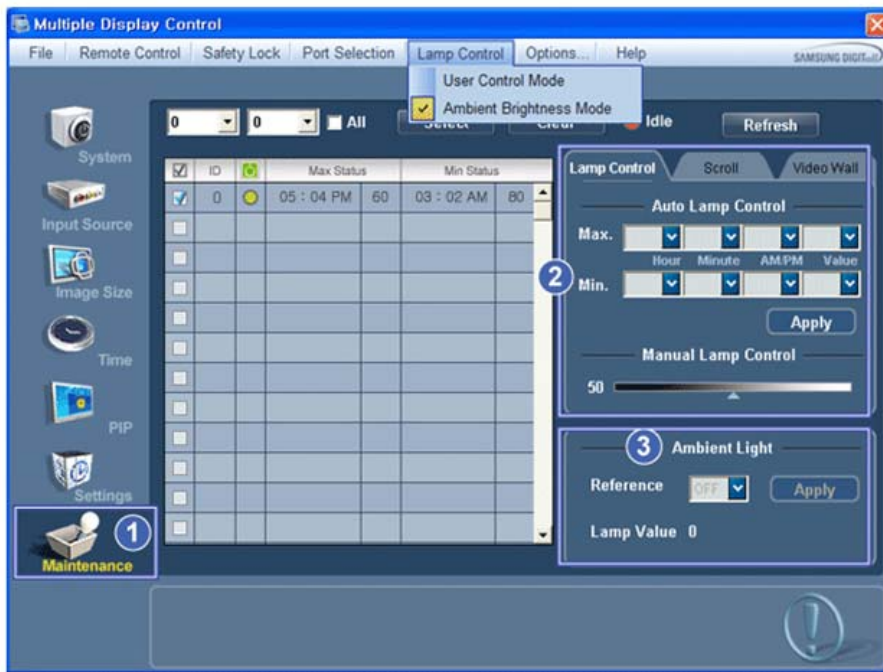 Multiple Display Control
File Remote Control Safety Lock Port Selection Lamp Control Options... Help SAMSUNG
User Control Mode
Ambient Brightness Mode
0 0 All Select Clear Idle Refresh
System
ID Max Status Min Status
0 05 : 04 PM 60 03 : 02 AM 80
Input Source
Image Size
Time
PIP
Settings
1
Maintenance
Lamp Control Scroll Video Wall
Auto Lamp Control
Max.
Hour Minute AM/PM Value
2
Min.
Apply
Manual Lamp Control
50
3 Ambient Light
Reference OFF Apply
Lamp Value 0